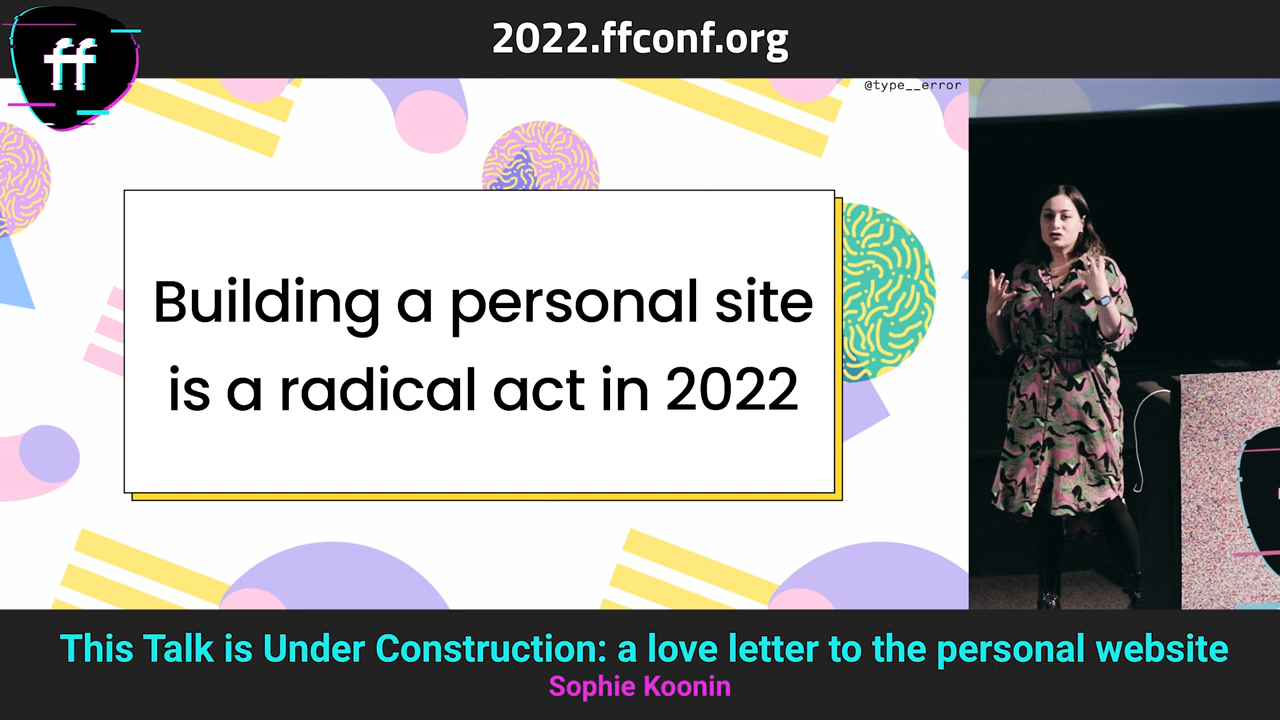 2022.ffconf.org
ff
@type__error
Building a personal site
is a radical act in 2022
This Talk is Under Construction: a love letter to the personal website
Sophie Koonin